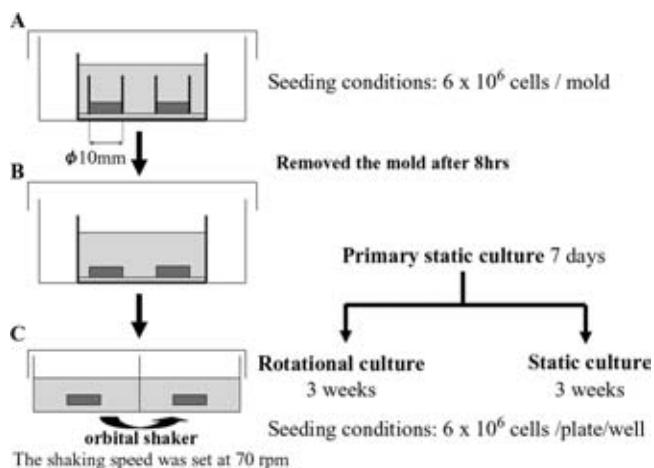 A
Seeding conditions: 6 x 10⁶ cells / mold
ϕ10mm
Removed the mold after 8hrs
B
Primary static culture 7 days
C
Rotational culture
3 weeks
Static culture
3 weeks
orbital shaker
Seeding conditions: 6 x 10⁶ cells /plate/well
The shaking speed was set at 70 rpm